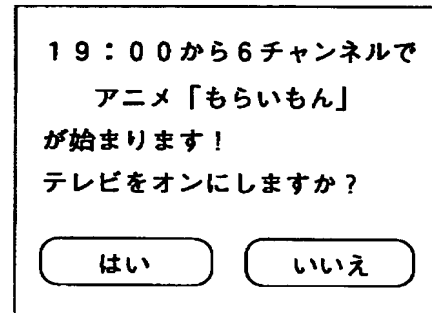 １９：００から６チャンネルで
アニメ「もらいもん」
が始まります！
テレビをオンにしますか？
はい　いいえ